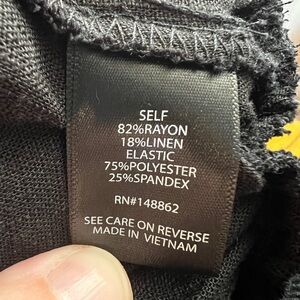 SELF
82%RAYON
18%LINEN
ELASTIC
75%POLYESTER
25%SPANDEX
RN#148862
SEE CARE ON REVERSE
MADE IN VIETNAM